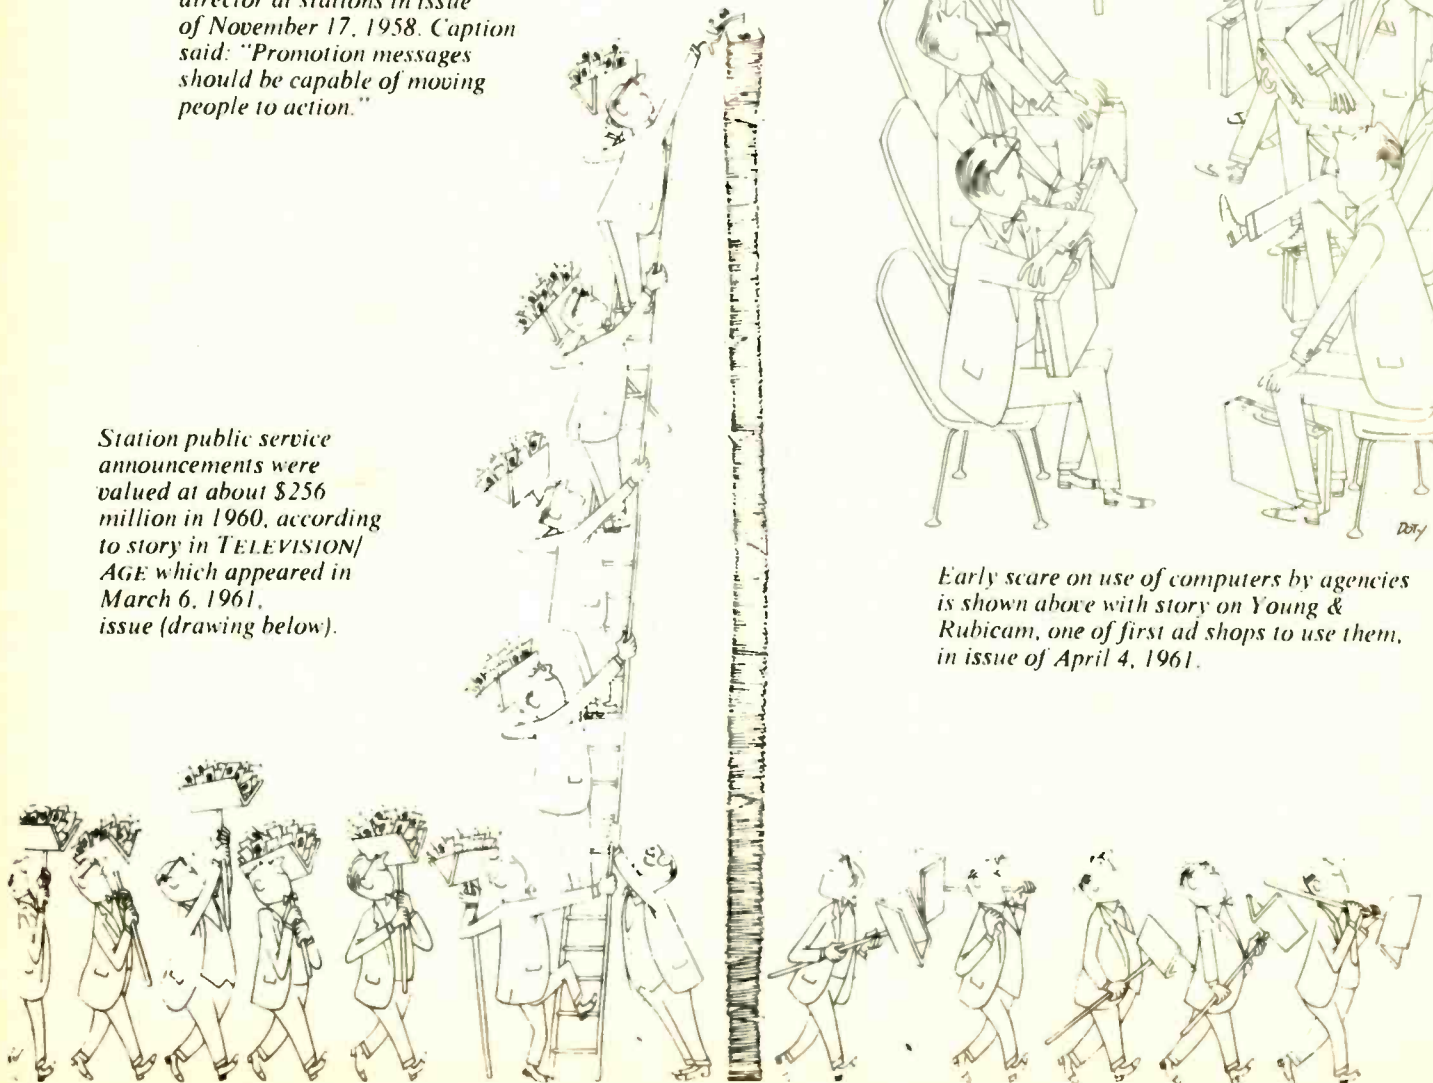 director at stations in issue
of November 17, 1958. Caption
said: "Promotion messages
should be capable of moving
people to action."
Station public service
announcements were
valued at about $256
million in 1960, according
to story in TELEVISION/
AGE which appeared in
March 6, 1961,
issue (drawing below).
DOTY
Early scare on use of computers by agencies
is shown above with story on Young &
Rubicam, one of first ad shops to use them,
in issue of April 4, 1961.